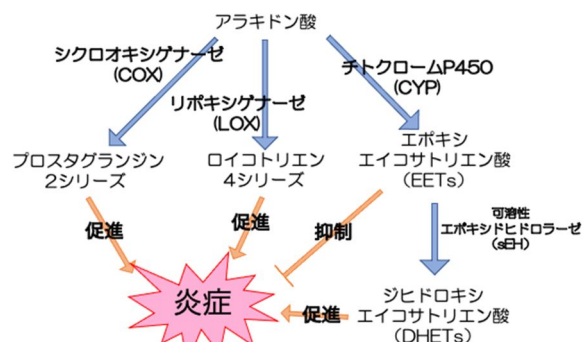 アラキドン酸
シクロオキシゲナーゼ
(COX)
リポキシゲナーゼ
(LOX)
チトクロームP450
(CYP)
プロスタグランジン
2シリーズ
ロイコトリエン
4シリーズ
エポキシ
エイコサトリエン酸
(EETs)
促進
促進
抑制
可溶性
エポキシドヒドロラーゼ
(sEH)
炎症
促進
ジヒドロキシ
エイコサトリエン酸
(DHETs)